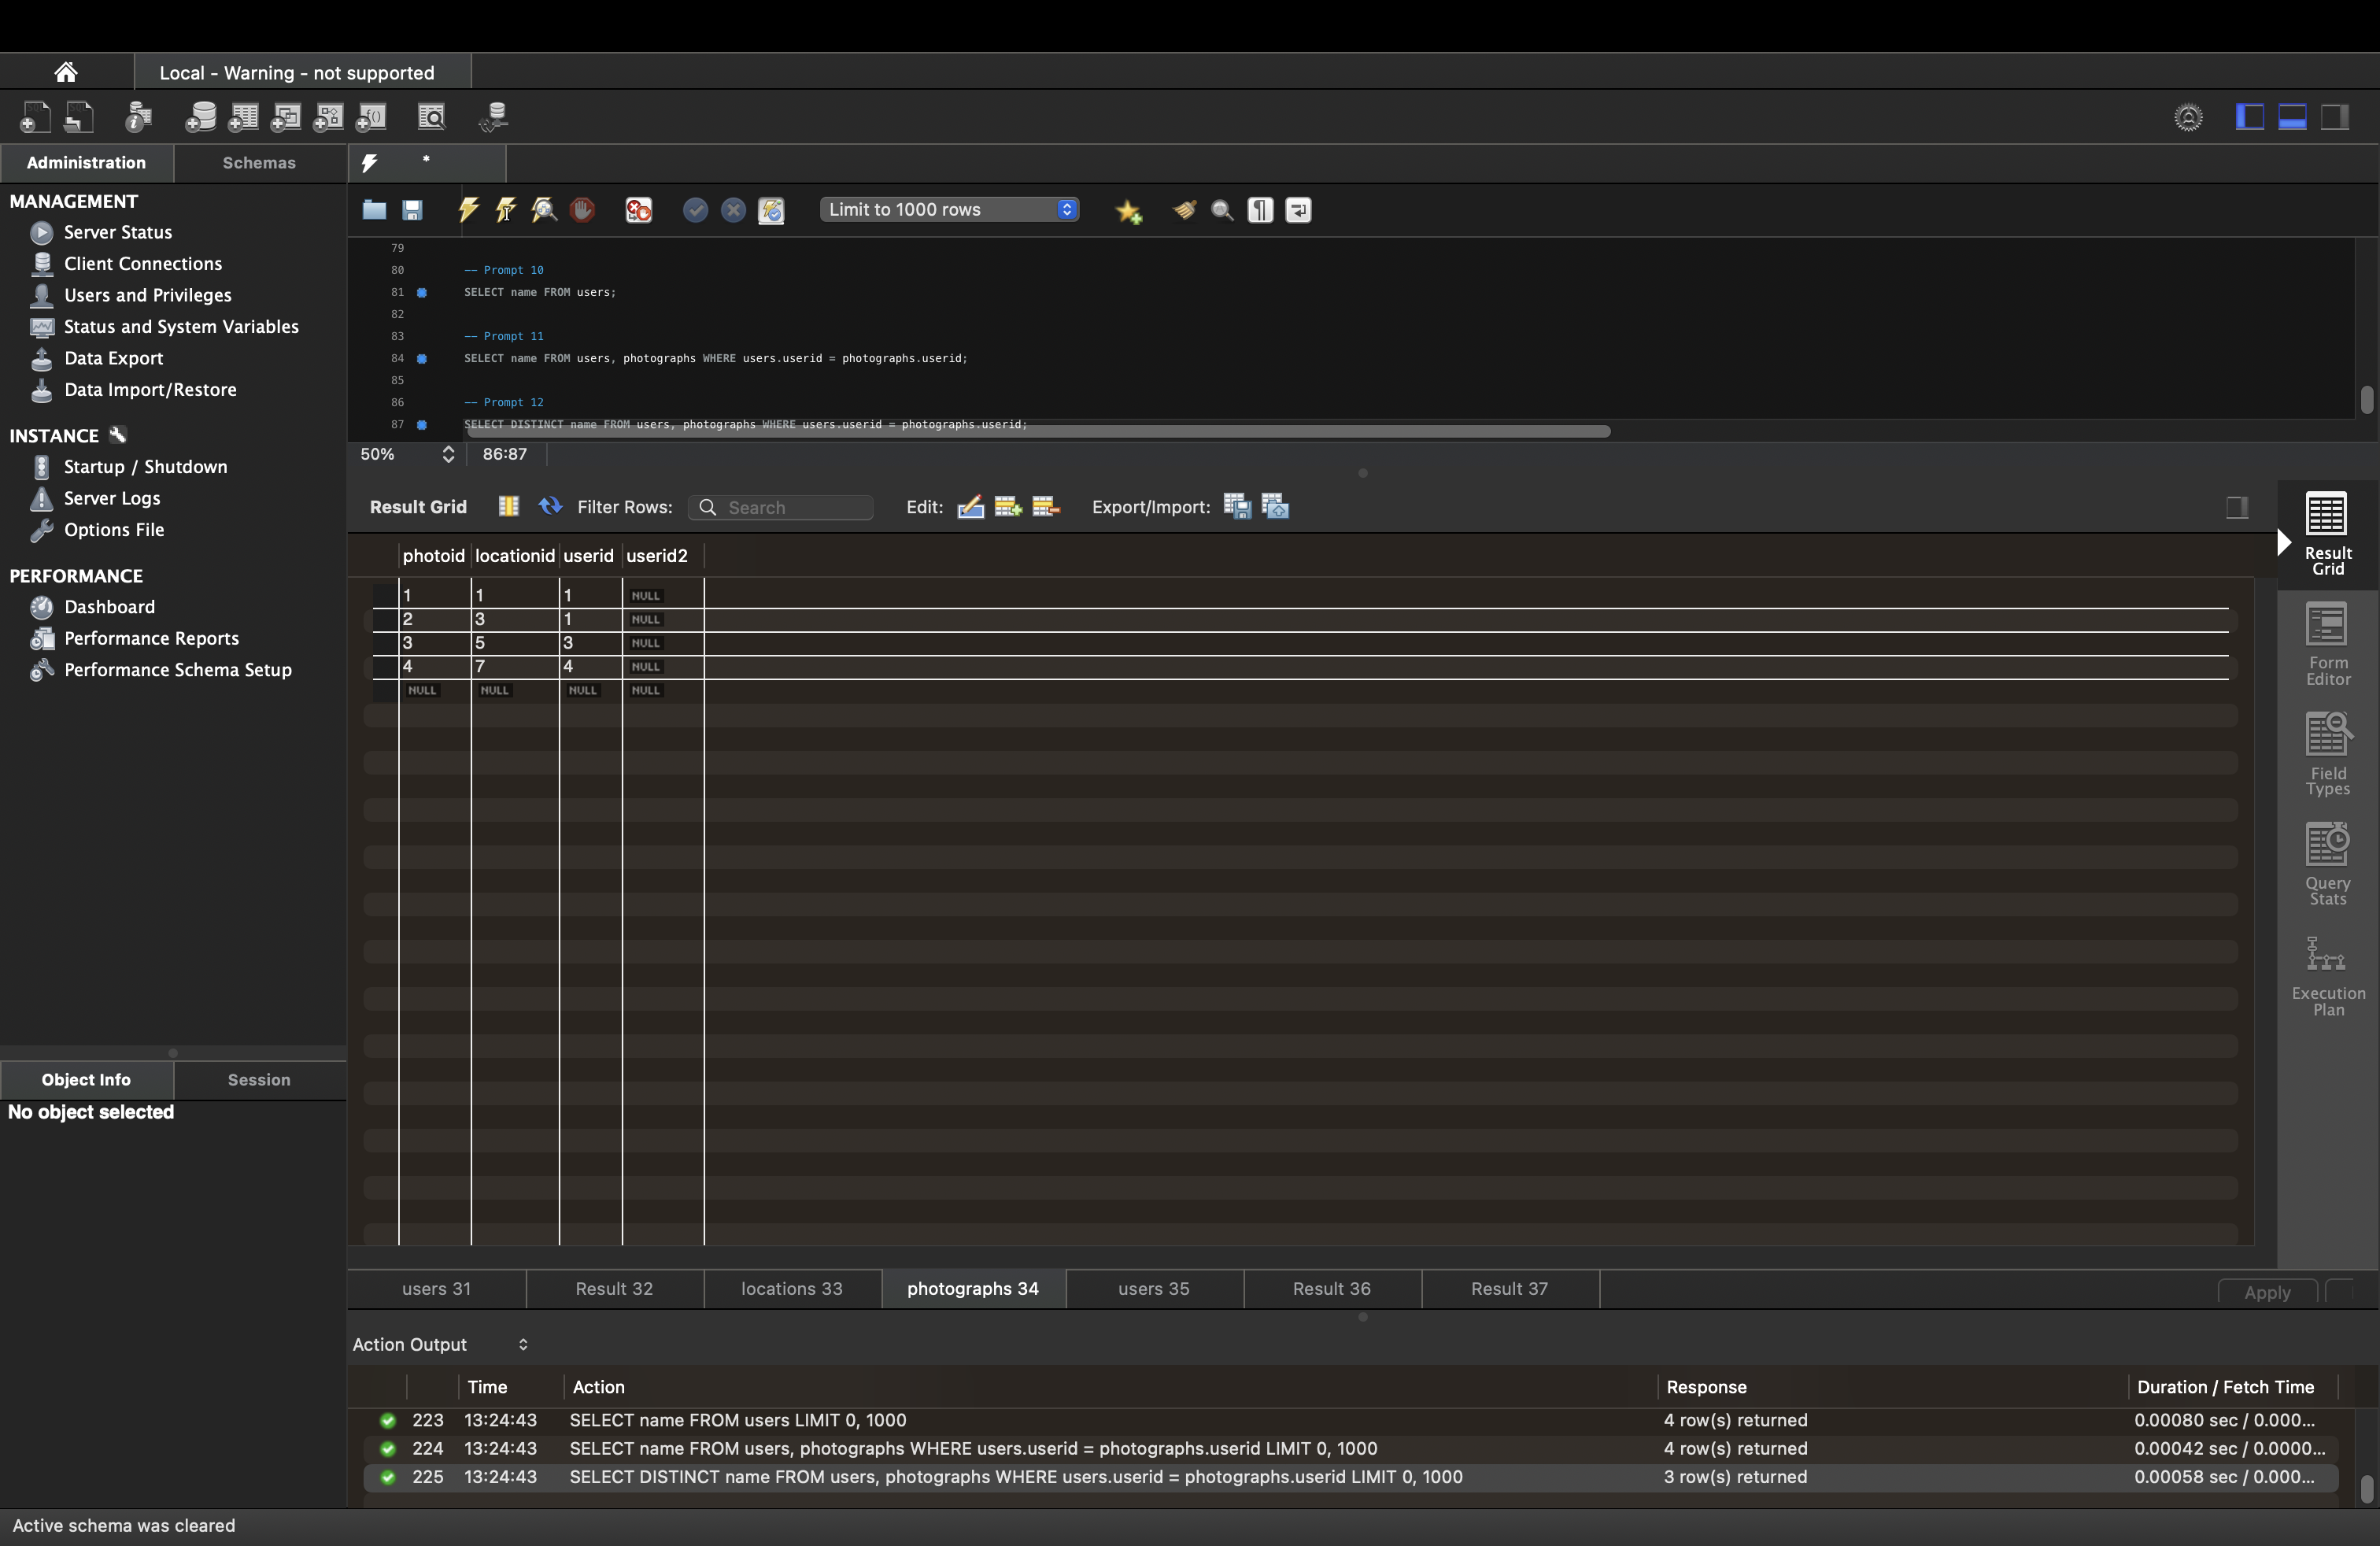 Local - Warning - not supported
Administration
Schemas
*
MANAGEMENT
Server Status
Client Connections
Users and Privileges
Status and System Variables
Data Export
Data Import/Restore
INSTANCE
Startup / Shutdown
Server Logs
Options File
PERFORMANCE
Dashboard
Performance Reports
Performance Schema Setup
Object Info
Session
No object selected
Limit to 1000 rows
79
80 -- Prompt 10
81 SELECT name FROM users;
82
83 -- Prompt 11
84 SELECT name FROM users, photographs WHERE users.userid = photographs.userid;
85
86 -- Prompt 12
87 SELECT DISTINCT name FROM users, photographs WHERE users.userid = photographs.userid;
50% 86:87
Result Grid Filter Rows: Search Edit: Export/Import:
photoid locationid userid userid2
1 1 1 NULL
2 3 1 NULL
3 5 3 NULL
4 7 4 NULL
NULL NULL NULL NULL
Result
Grid
Form
Editor
Field
Types
Query
Stats
Execution
Plan
users 31 Result 32 locations 33 photographs 34 users 35 Result 36 Result 37 Apply
Action Output
Time Action Response Duration / Fetch Time
223 13:24:43 SELECT name FROM users LIMIT 0, 1000 4 row(s) returned 0.00080 sec / 0.000...
224 13:24:43 SELECT name FROM users, photographs WHERE users.userid = photographs.userid LIMIT 0, 1000 4 row(s) returned 0.00042 sec / 0.0000...
225 13:24:43 SELECT DISTINCT name FROM users, photographs WHERE users.userid = photographs.userid LIMIT 0, 1000 3 row(s) returned 0.00058 sec / 0.000...
Active schema was cleared